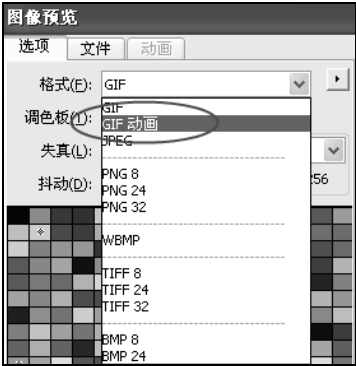 图像预览
选项 文件 动画
格式(F): GIF
调色板(T): GIF
GIF 动画
失真(L): JPEG
抖动(D): PNG 8 256
PNG 24
PNG 32
WBMP
TIFF 8
TIFF 24
TIFF 32
BMP 8
BMP 24